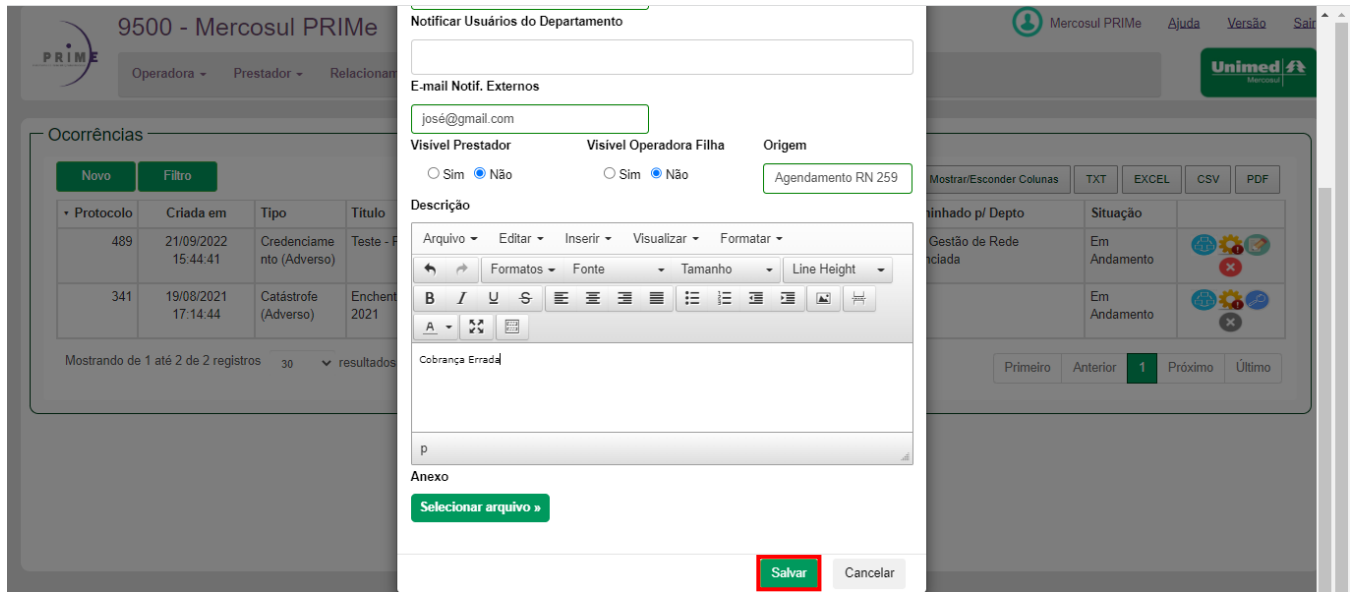 9500 - Mercosul PRIMe
Mercosul PRIMe Ajuda Versão Sair
PRIME
Operadora Prestador
Unimed
Mercosul
Notificar Usuários do Departamento
E-mail Notif. Externos
josé@gmail.com
Visível Prestador Visível Operadora Filha Origem
Sim Não Sim Não Agendamento RN 259
Descrição
Arquivo Editar Inserir Visualizar Formatar
Formatos Fonte Tamanho Line Height
B I U S
A
Cobrança Errada
p
Anexo
Selecionar arquivo »
Salvar Cancelar
Ocorrências
Novo Filtro
Mostrar/Esconder Colunas TXT EXCEL CSV PDF
Protocolo Criada em Tipo Título p/ Depto Situação
489 21/09/2022 Credenciame Teste - Gestão de Rede Em
15:44:41 nto (Adverso) Andamento
341 19/08/2021 Catástrofe Em
17:14:44 (Adverso) 2021 Andamento
Mostrando de 1 até 2 de 2 registros 30 resultados
Primeiro Anterior 1 Próximo Último